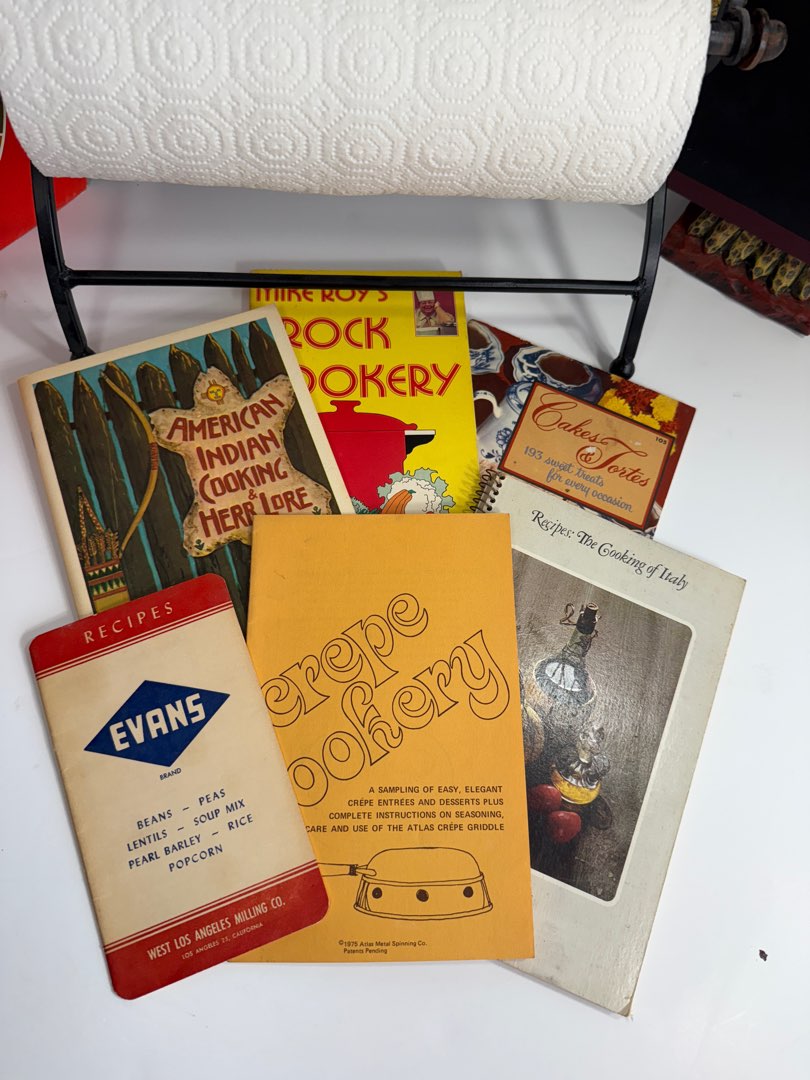 MIKE ROY'S
ROCK
OOKERY
AMERICAN
INDIAN
COOKING
&
HERB LORE
105
Cakes
& Tortes
193 sweet treats
for every occasion
Recipes: The Cooking of Italy
RECIPES
EVANS
BRAND
BEANS – PEAS
LENTILS – SOUP MIX
PEARL BARLEY – RICE
POPCORN
WEST LOS ANGELES MILLING CO.
LOS ANGELES 25, CALIFORNIA
crepe
ookery
A SAMPLING OF EASY, ELEGANT
CRÊPE ENTRÉES AND DESSERTS PLUS
COMPLETE INSTRUCTIONS ON SEASONING,
CARE AND USE OF THE ATLAS CRÊPE GRIDDLE
©1975 Atlas Metal Spinning Co.
Patents Pending